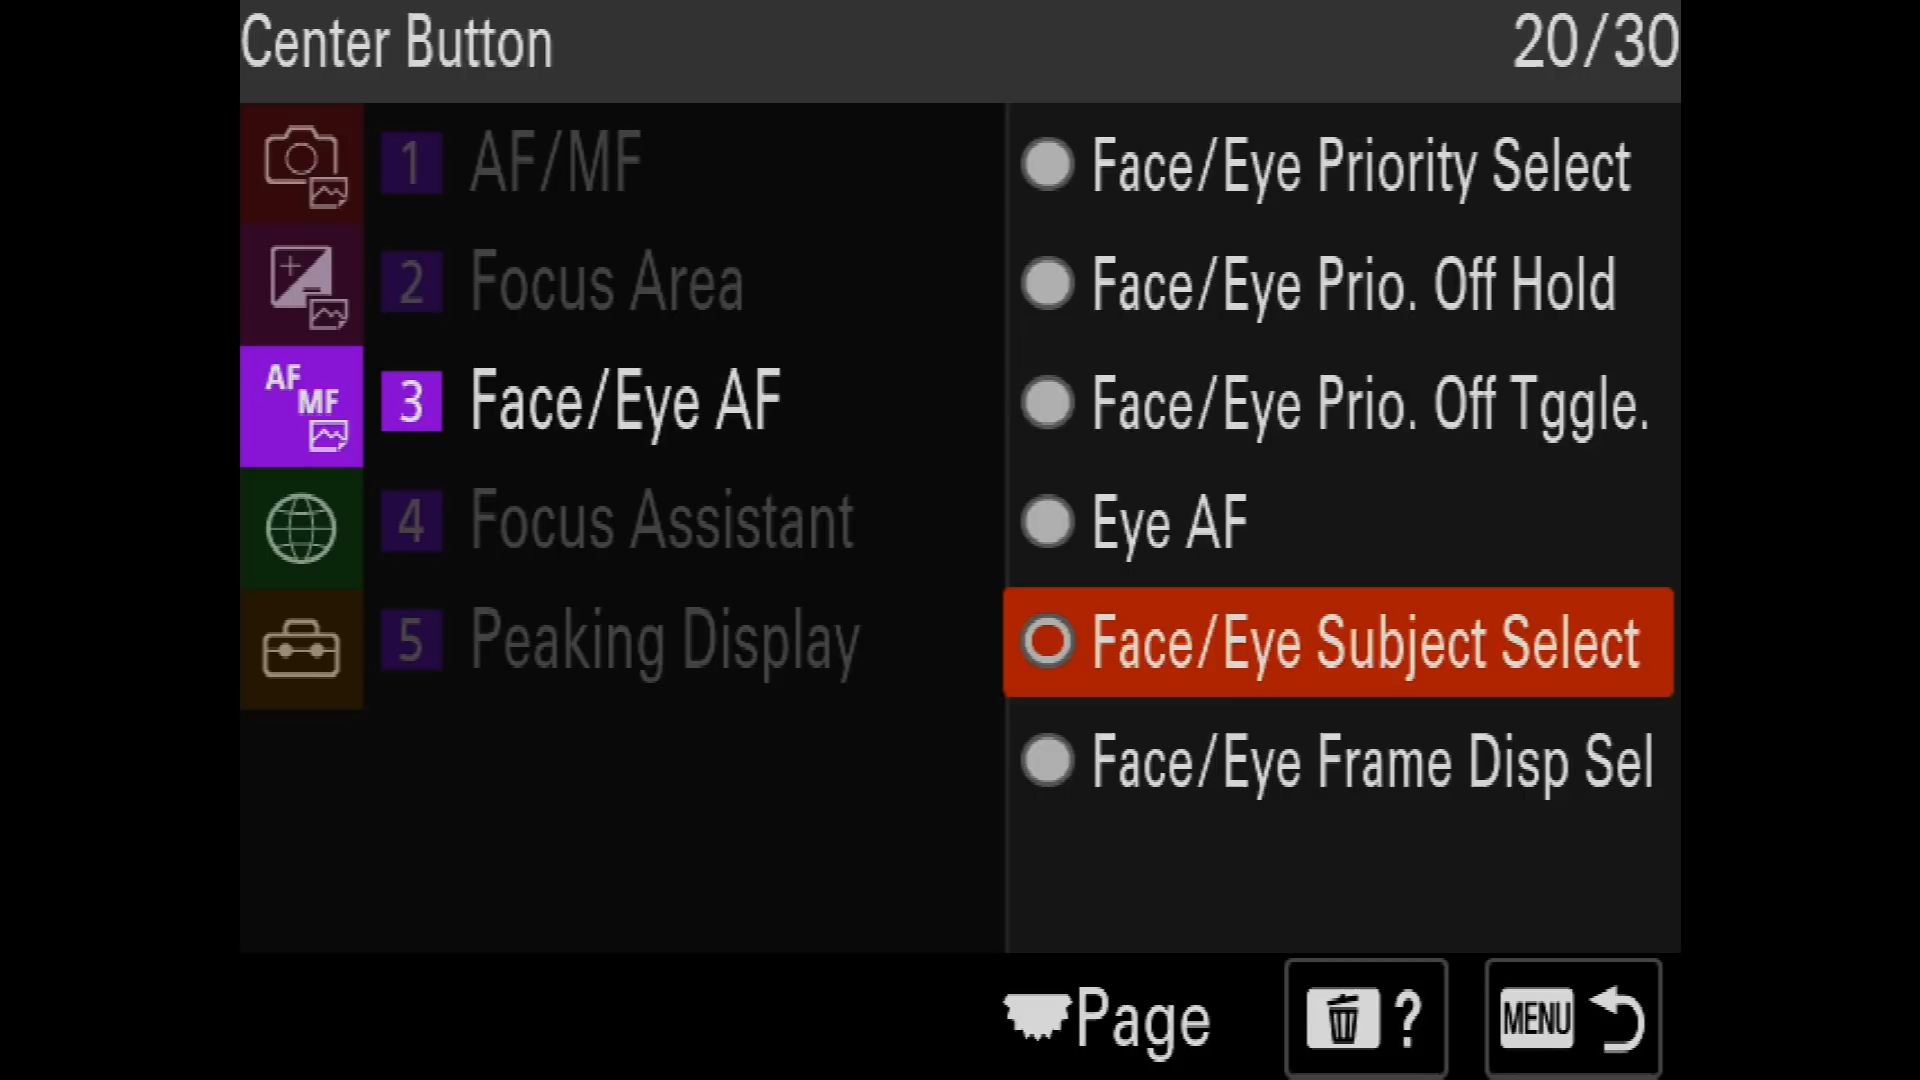 Center Button 20/30
AF MF
1 AF/MF
2 Focus Area
3 Face/Eye AF
4 Focus Assistant
5 Peaking Display
Face/Eye Priority Select
Face/Eye Prio. Off Hold
Face/Eye Prio. Off Tggle.
Eye AF
Face/Eye Subject Select
Face/Eye Frame Disp Sel
Page ? MENU